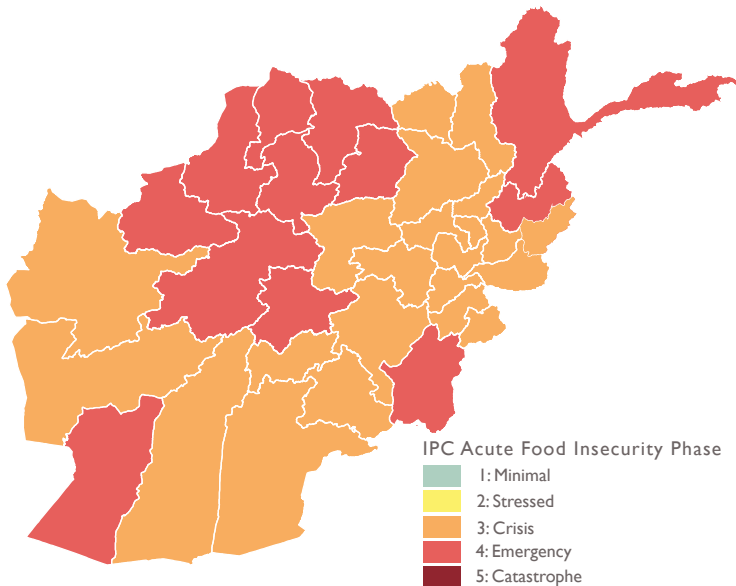 IPC Acute Food Insecurity Phase
1: Minimal
2: Stressed
3: Crisis
4: Emergency
5: Catastrophe